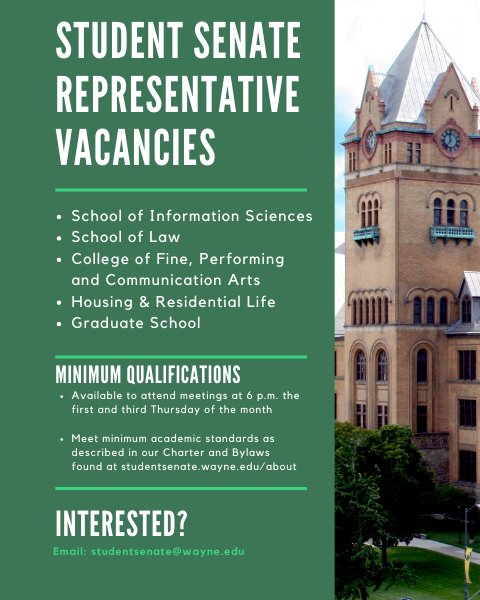 STUDENT SENATE
REPRESENTATIVE
VACANCIES
• School of Information Sciences
• School of Law
• College of Fine, Performing
and Communication Arts
• Housing & Residential Life
• Graduate School
MINIMUM QUALIFICATIONS
• Available to attend meetings at 6 p.m. the
first and third Thursday of the month
• Meet minimum academic standards as
described in our Charter and Bylaws
found at studentsenate.wayne.edu/about
INTERESTED?
Email: studentsenate@wayne.edu